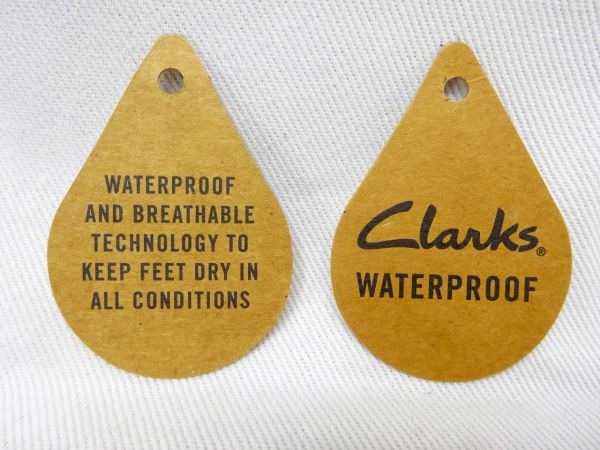 WATERPROOF
AND BREATHABLE
TECHNOLOGY TO
KEEP FEET DRY IN
ALL CONDITIONS
Clarks®
WATERPROOF